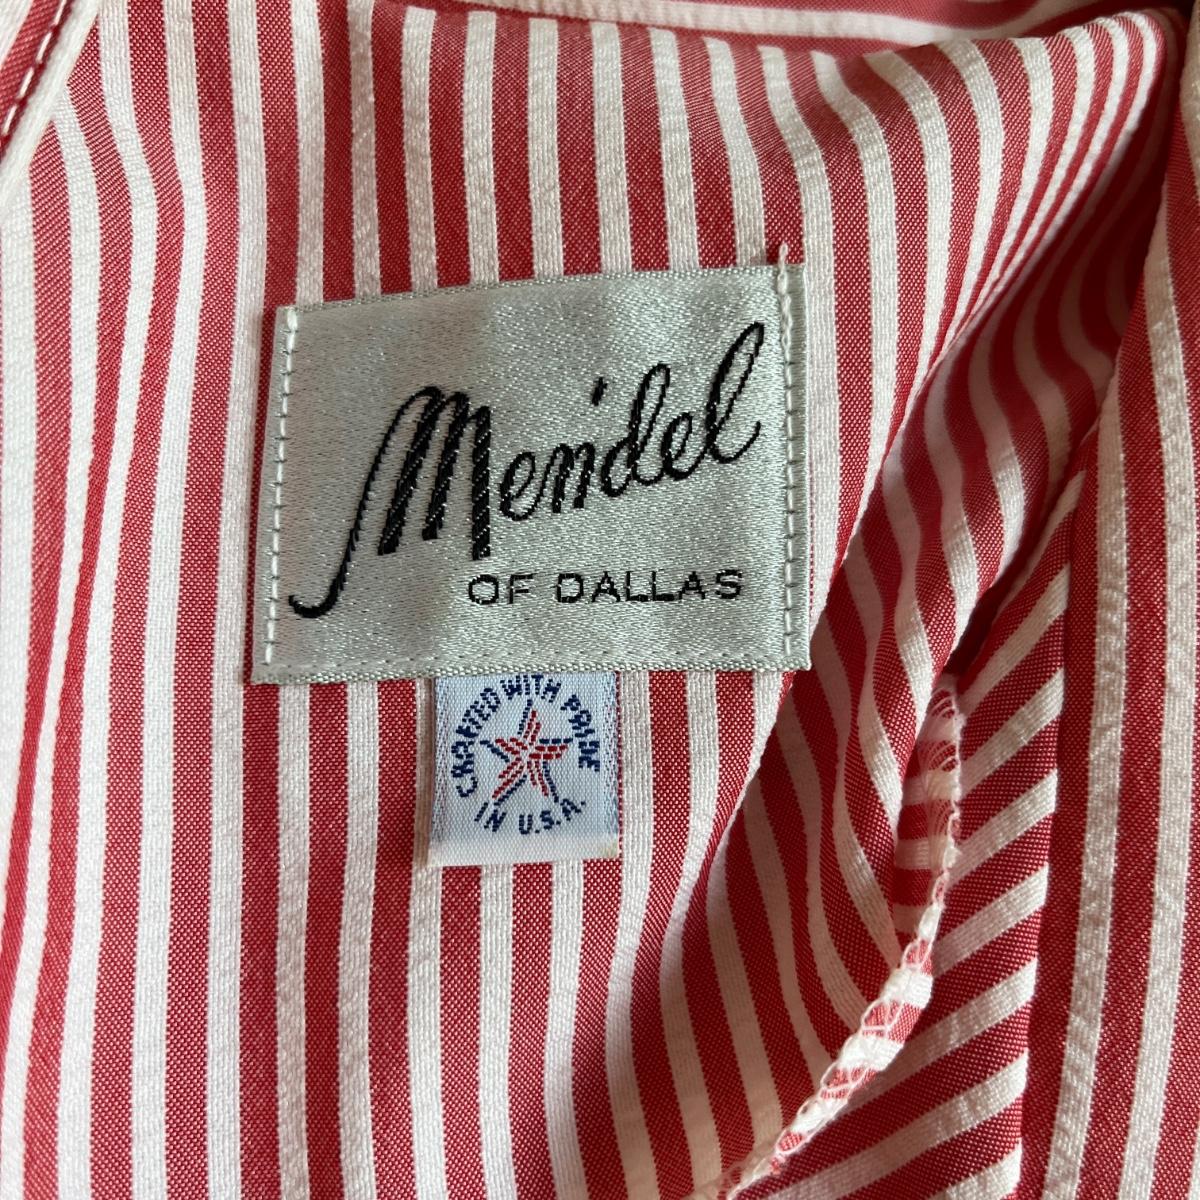 Mendel
OF DALLAS
CRAFTED WITH PRIDE
IN U.S.A.